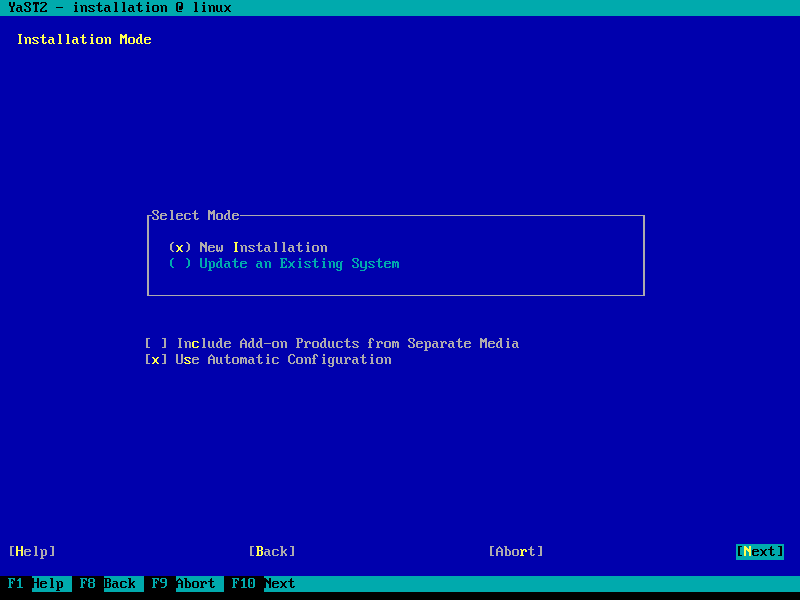 YaST2 - installation @ linux
Installation Mode
Select Mode
(x) New Installation
( ) Update an Existing System
[ ] Include Add-on Products from Separate Media
[x] Use Automatic Configuration
[Help] [Back] [Abort] [Next]
F1 Help F8 Back F9 Abort F10 Next